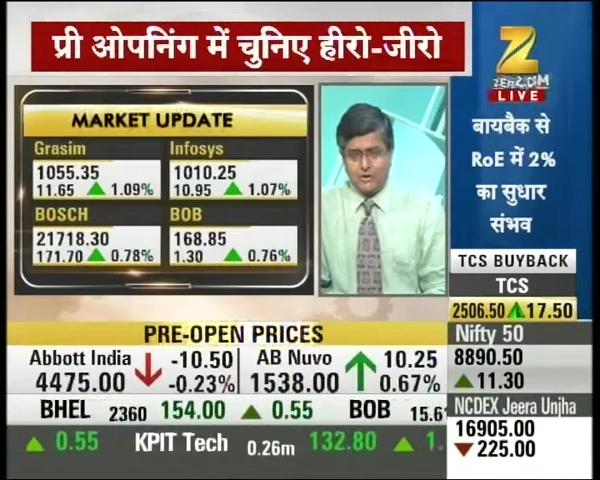 प्री ओपनिंग में चुनिए हीरो-जीरो
LIVE
MARKET UPDATE
Grasim
Infosys
1055.35
1010.25
11.65 1.09%
10.95 1.07%
BOSCH
BOB
21718.30
168.85
171.70 0.78%
1.30 0.76%
बायबैक से
RoE में 2%
का सुधार
संभव
TCS BUYBACK
TCS
2506.50 17.50
PRE-OPEN PRICES
Abbott India -10.50
4475.00 -0.23%
AB Nuvo 10.25
1538.00 0.67%
Nifty 50
8890.50
11.30
BHEL 2360 154.00 0.55 BOB
NCDEX Jeera Unjha
16905.00
225.00
0.55 KPIT Tech 0.26m 132.80